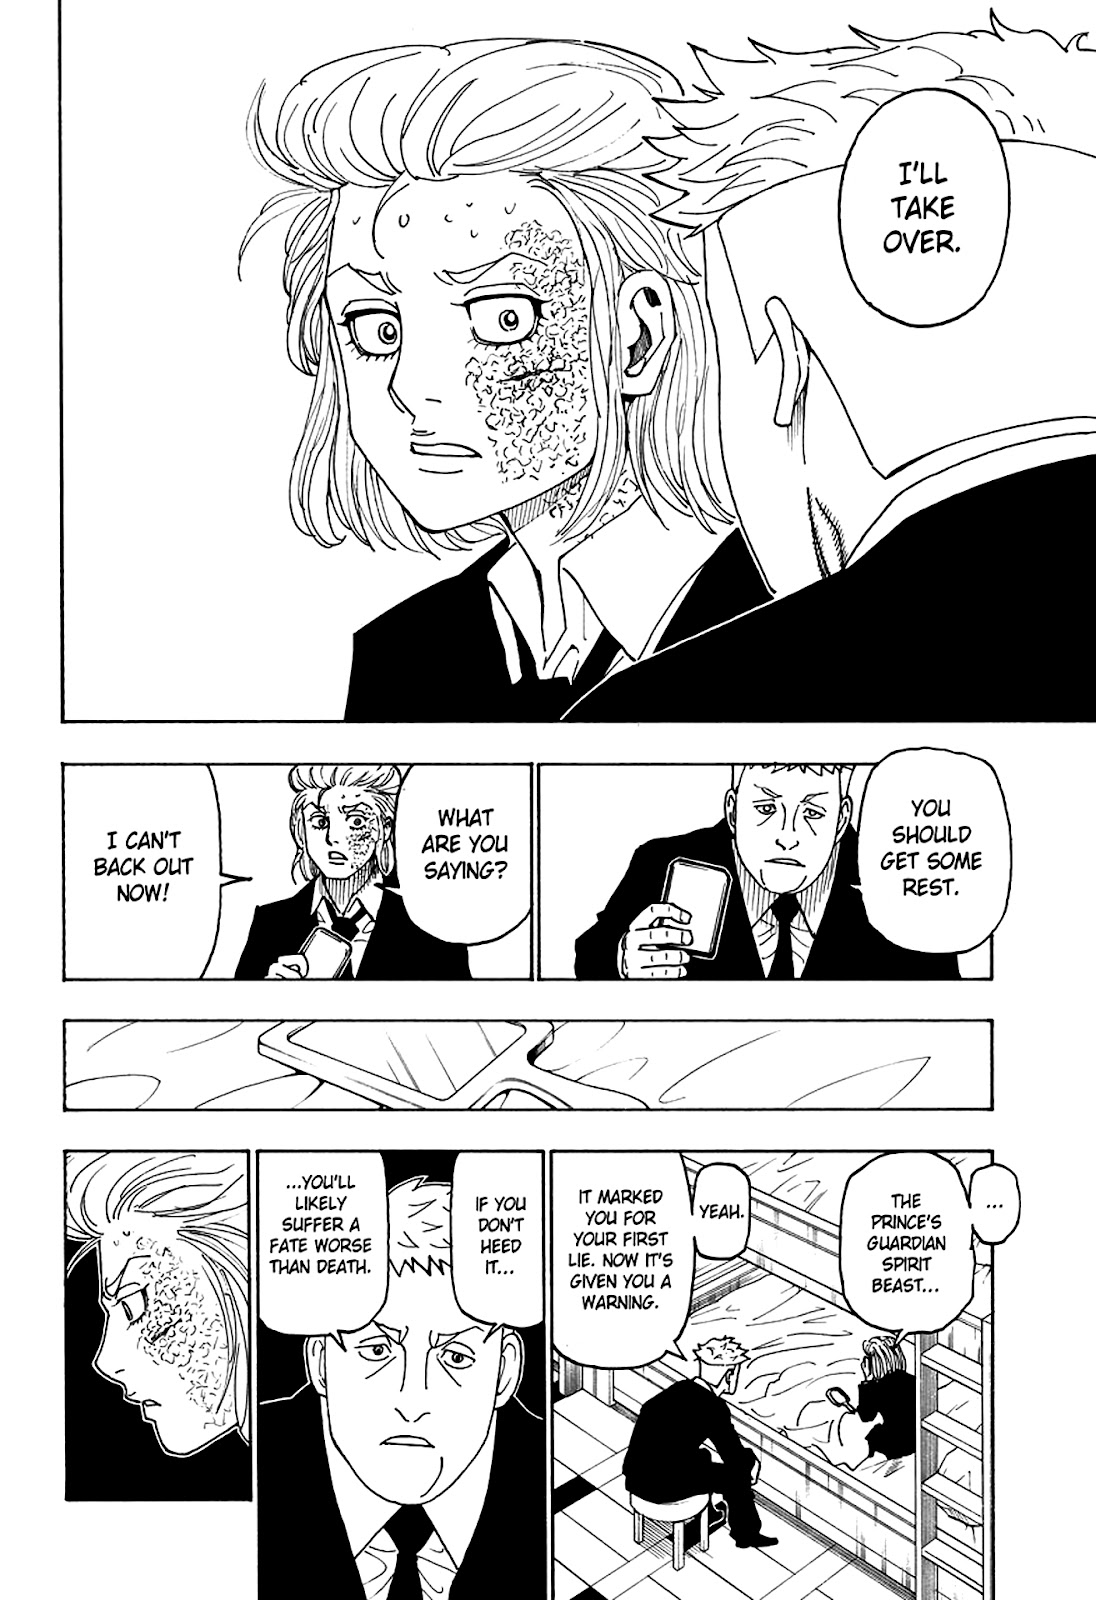 I'LL
TAKE
OVER.
YOU
SHOULD
GET SOME
REST.
WHAT
ARE YOU
SAYING?
I CAN'T
BACK OUT
NOW!
...
THE
PRINCE'S
GUARDIAN
SPIRIT
BEAST...
YEAH.
IT MARKED
YOU FOR
YOUR FIRST
LIE. NOW IT'S
GIVEN YOU A
WARNING.
IF YOU
DON'T
HEED
IT...
...YOU'LL
LIKELY
SUFFER A
FATE WORSE
THAN DEATH.